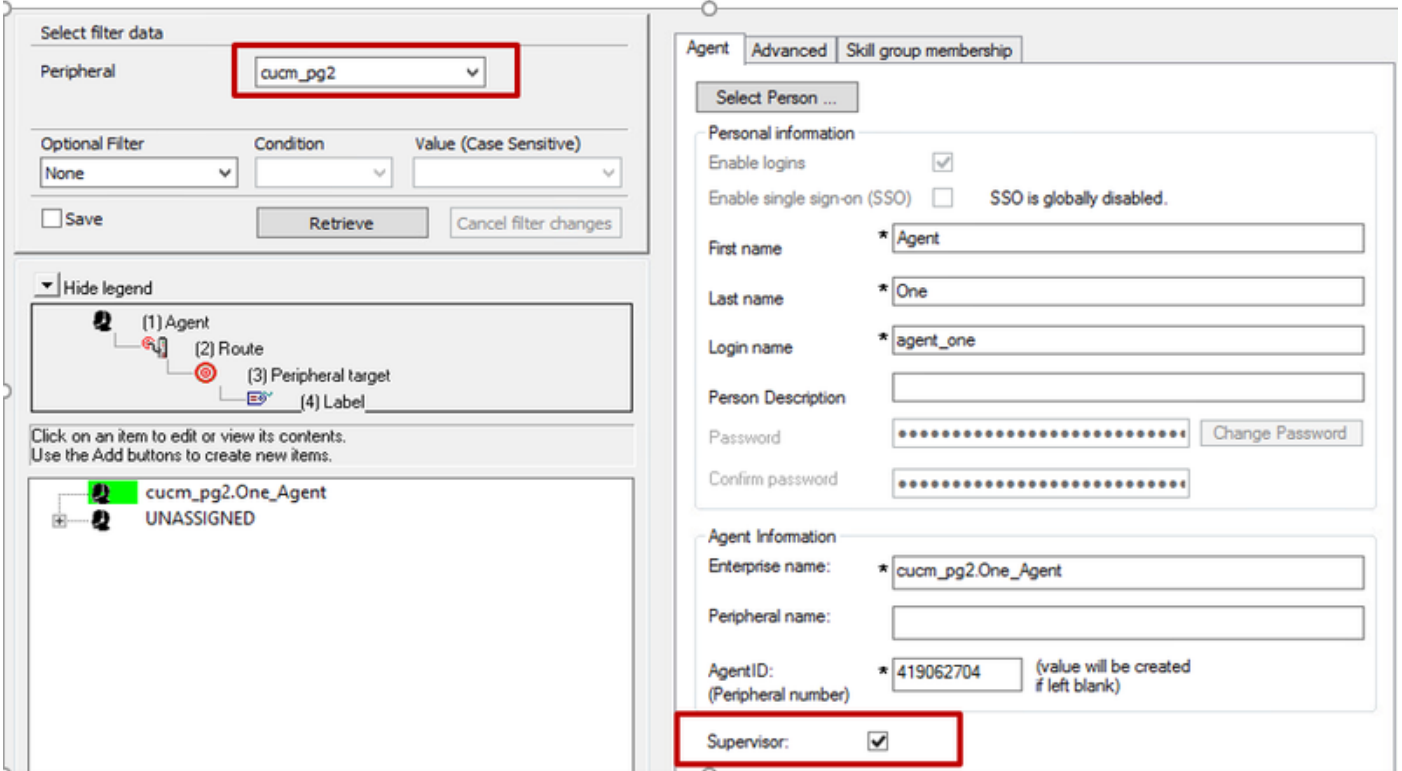 Select filter data
Peripheral
cucm_pg2
Optional Filter
Condition
Value (Case Sensitive)
None
Save
Retrieve
Cancel filter changes
Hide legend
(1) Agent
(2) Route
(3) Peripheral target
(4) Label
Click on an item to edit or view its contents.
Use the Add buttons to create new items.
cucm_pg2.One_Agent
UNASSIGNED
Agent
Advanced
Skill group membership
Select Person ...
Personal information
Enable logins
Enable single sign-on (SSO)
SSO is globally disabled.
First name
* Agent
Last name
* One
Login name
* agent_one
Person Description
Password
Change Password
Confirm password
Agent Information
Enterprise name:
* cucm_pg2.One_Agent
Peripheral name:
AgentID:
(Peripheral number)
* 419062704
(value will be created
if left blank)
Supervisor: